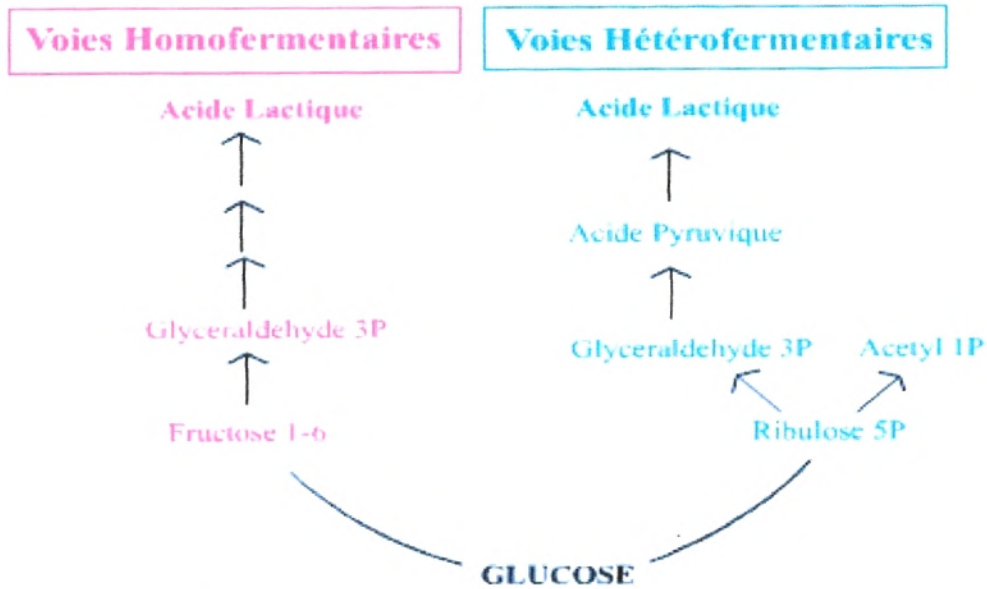 Voies Homofermentaires
Voies Hétérofermentaires
Acide Lactique
Acide Lactique
Acide Pyruvique
Glyceraldehyde 3P
Glyceraldehyde 3P
Acetyl 1P
Fructose 1-6
Ribulose 5P
GLUCOSE